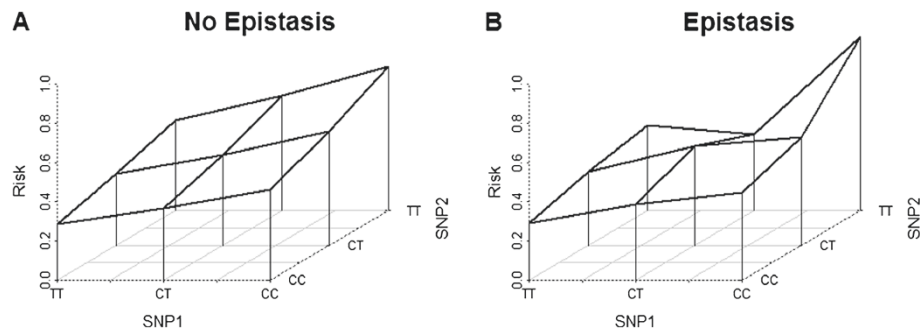 A No Epistasis
Risk
0.0 0.2 0.4 0.6 0.8 1.0
TT CT CC
SNP1
CC CT TT
SNP2
B Epistasis
Risk
0.0 0.2 0.4 0.6 0.8 1.0
TT CT CC
SNP1
CC CT TT
SNP2